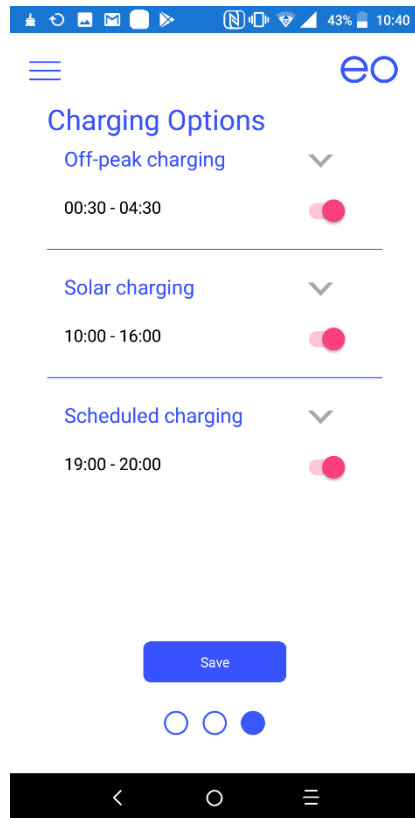 43% 10:40
eo
Charging Options
Off-peak charging
00:30 - 04:30
Solar charging
10:00 - 16:00
Scheduled charging
19:00 - 20:00
Save